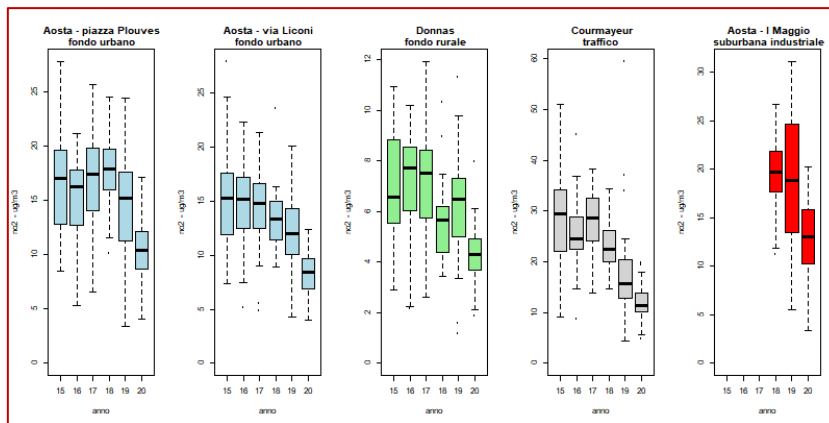 Aosta - piazza Plouves
fondo urbano
no2 - ug/m3
25
20
15
10
5
0
15 16 17 18 19 20
anno
Aosta - via Liconi
fondo urbano
no2 - ug/m3
25
20
15
10
5
0
15 16 17 18 19 20
anno
Donnas
fondo rurale
no2 - ug/m3
12
10
8
6
4
2
0
15 16 17 18 19 20
anno
Courmayeur
traffico
no2 - ug/m3
60
50
40
30
20
10
0
15 16 17 18 19 20
anno
Aosta - I Maggio
suburbana industriale
no2 - ug/m3
30
25
20
15
10
5
0
15 16 17 18 19 20
anno